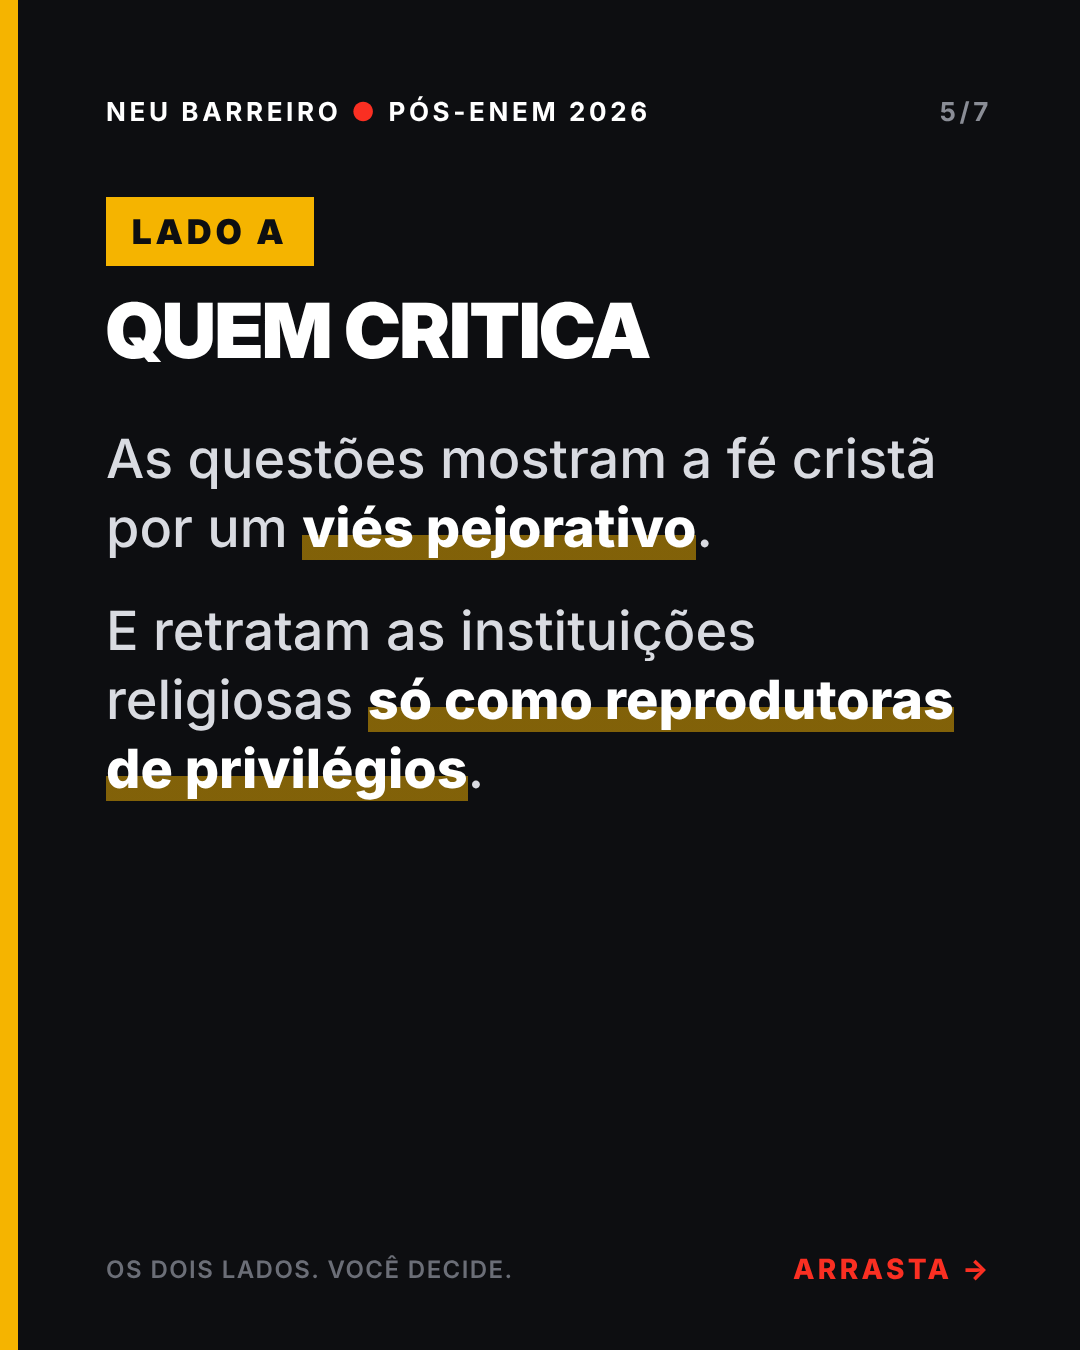 NEU BARREIRO ● PÓS-ENEM 2026
5/7
LADO A
QUEM CRITICA
As questões mostram a fé cristã
por um viés pejorativo.
E retratam as instituições
religiosas só como reprodutoras
de privilégios.
OS DOIS LADOS. VOCÊ DECIDE.
ARRASTA →